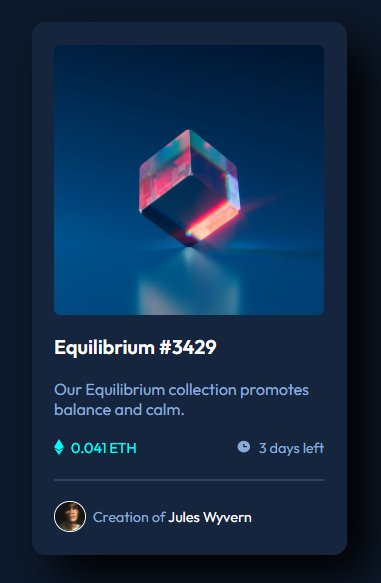 Equilibrium #3429
Our Equilibrium collection promotes
balance and calm.
0.041 ETH
3 days left
Creation of Jules Wyvern